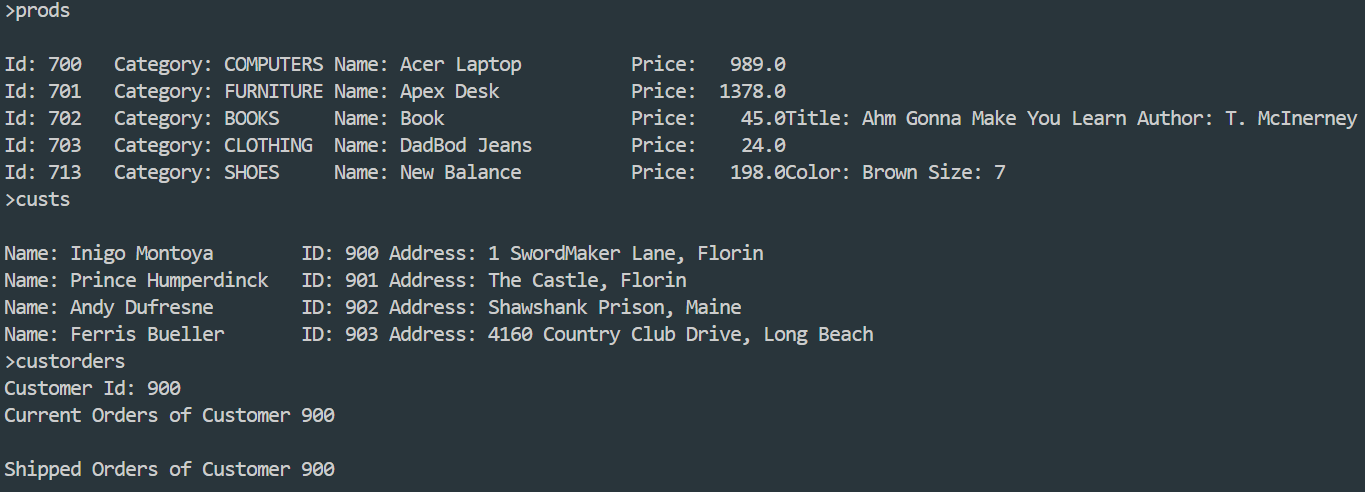 >prods
Id: 700   Category: COMPUTERS Name: Acer Laptop          Price:   989.0
Id: 701   Category: FURNITURE Name: Apex Desk            Price:  1378.0
Id: 702   Category: BOOKS     Name: Book                 Price:    45.0Title: Ahm Gonna Make You Learn Author: T. McInerney
Id: 703   Category: CLOTHING  Name: DadBod Jeans         Price:    24.0
Id: 713   Category: SHOES     Name: New Balance          Price:   198.0Color: Brown Size: 7
>custs
Name: Inigo Montoya        ID: 900 Address: 1 SwordMaker Lane, Florin
Name: Prince Humperdinck   ID: 901 Address: The Castle, Florin
Name: Andy Dufresne        ID: 902 Address: Shawshank Prison, Maine
Name: Ferris Bueller       ID: 903 Address: 4160 Country Club Drive, Long Beach
>custorders
Customer Id: 900
Current Orders of Customer 900
Shipped Orders of Customer 900